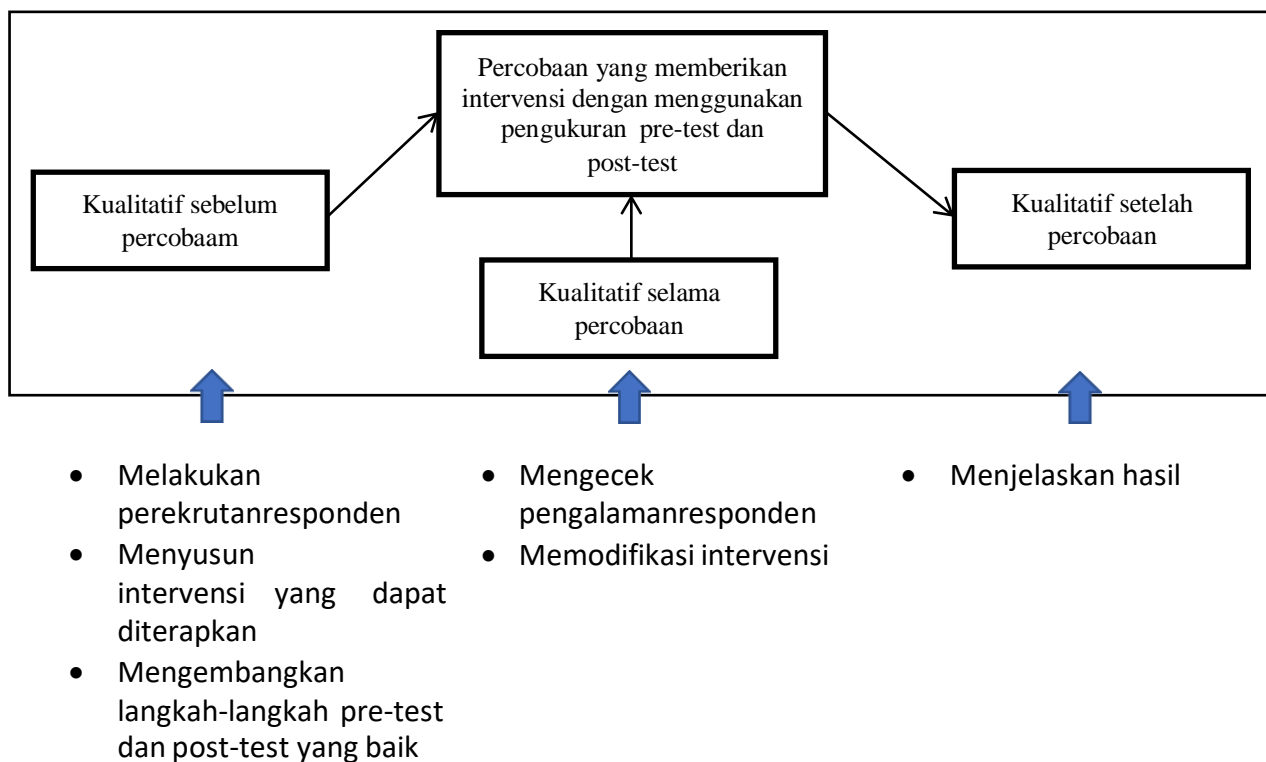 Percobaan yang memberikan
intervensi dengan menggunakan
pengukuran pre-test dan
post-test
Kualitatif sebelum
percobaam
Kualitatif setelah
percobaan
Kualitatif selama
percobaan
• Melakukan
perekrutanresponden
• Menyusun
intervensi yang dapat
diterapkan
• Mengembangkan
langkah-langkah pre-test
dan post-test yang baik
• Mengecek
pengalamanresponden
• Memodifikasi intervensi
• Menjelaskan hasil